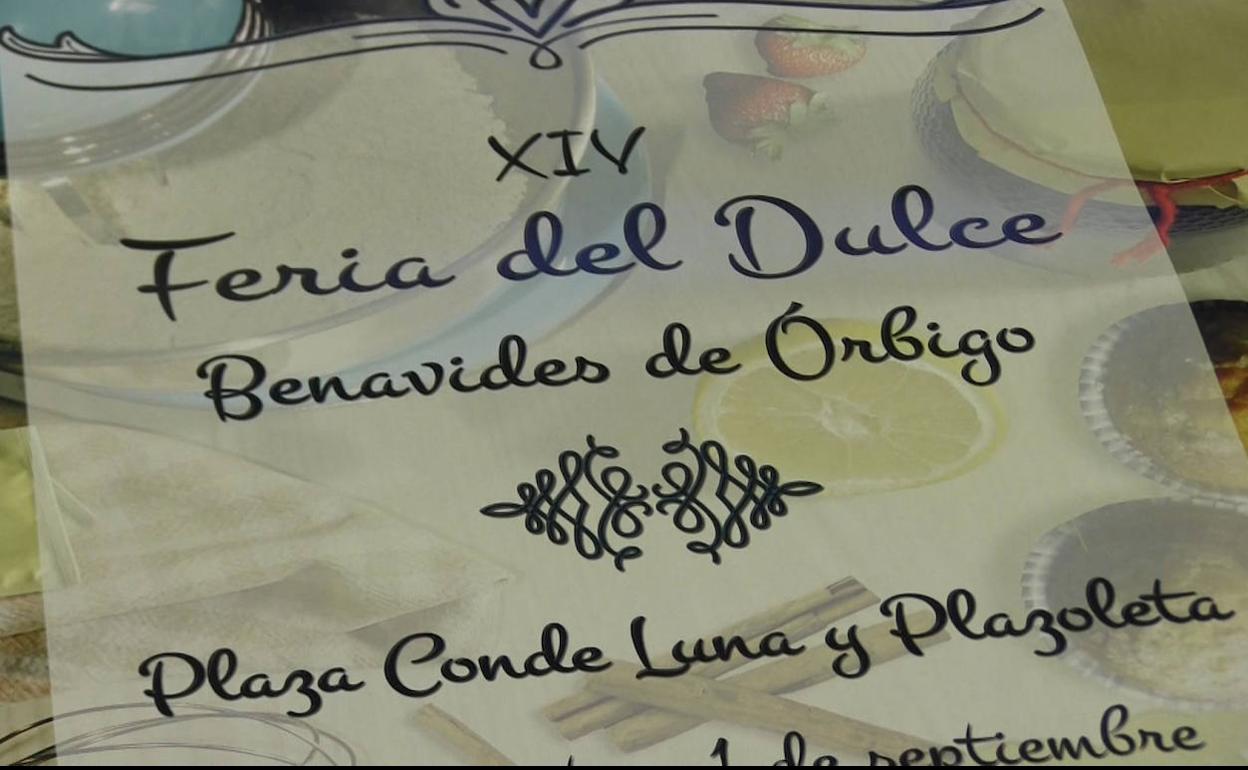 XIV
Feria del Dulce
Benavides de Órbigo
Plaza Conde Luna y Plazoleta
1 de septiembre